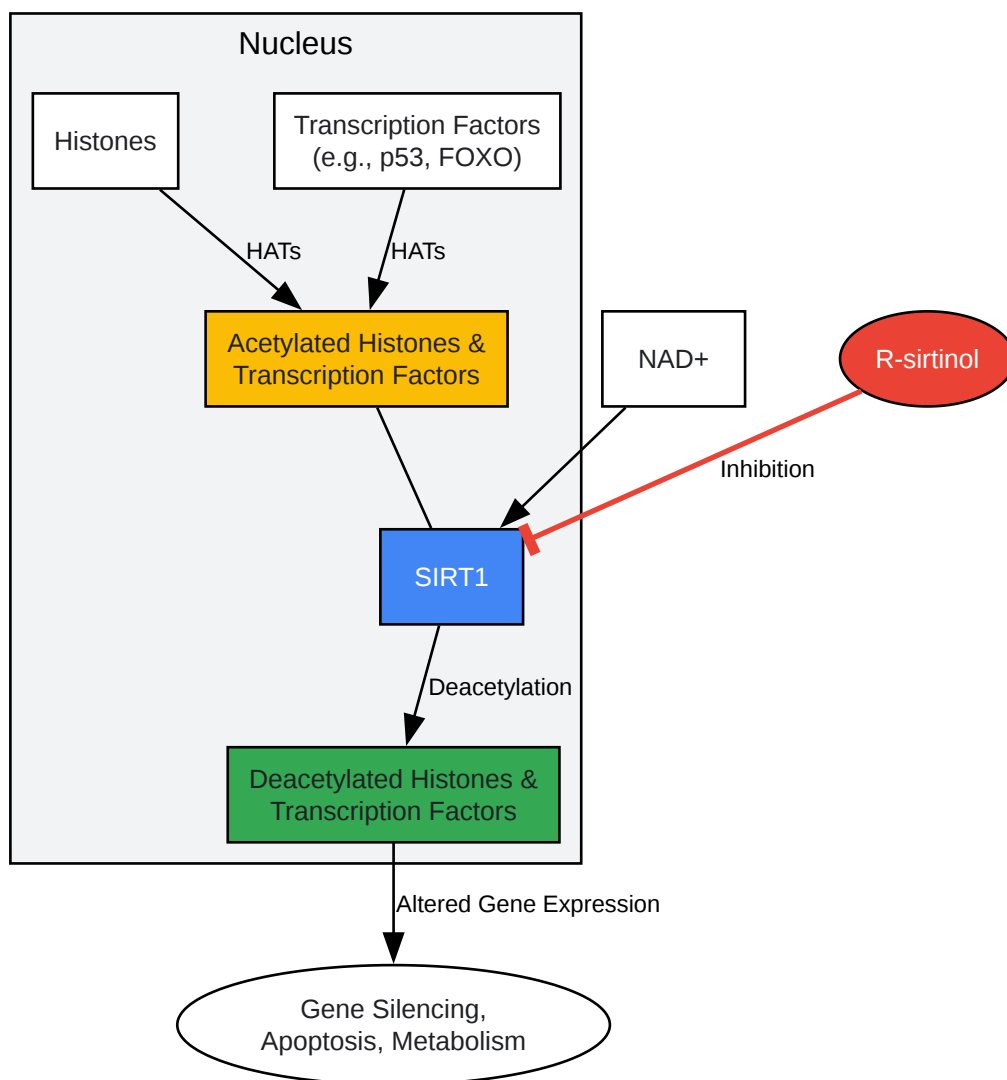 Nucleus
Histones
Transcription Factors
(e.g., p53, FOXO)
HATs
HATs
Acetylated Histones &
Transcription Factors
NAD+
R-sirtinol
Inhibition
SIRT1
Deacetylation
Deacetylated Histones &
Transcription Factors
Altered Gene Expression
Gene Silencing,
Apoptosis, Metabolism